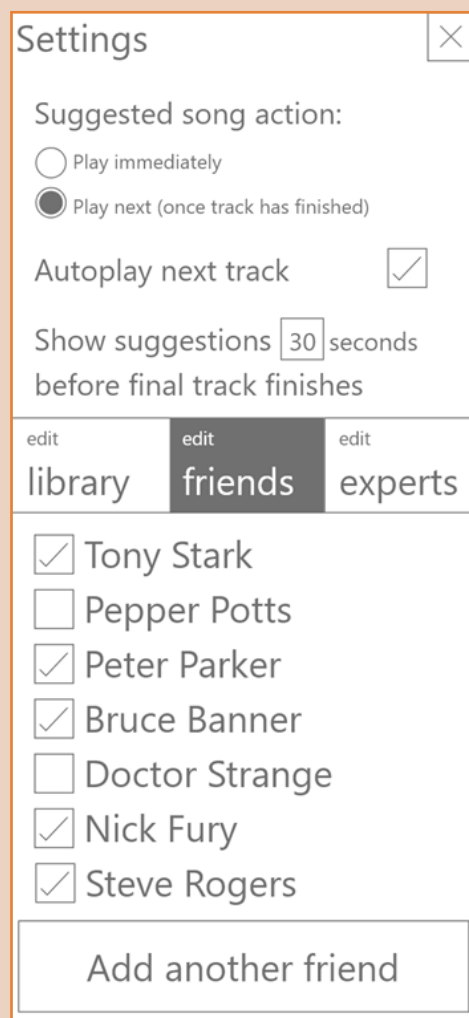 Settings
Suggested song action:
Play immediately
Play next (once track has finished)
Autoplay next track
Show suggestions 30 seconds
before final track finishes
edit edit edit
library friends experts
Tony Stark
Pepper Potts
Peter Parker
Bruce Banner
Doctor Strange
Nick Fury
Steve Rogers
Add another friend